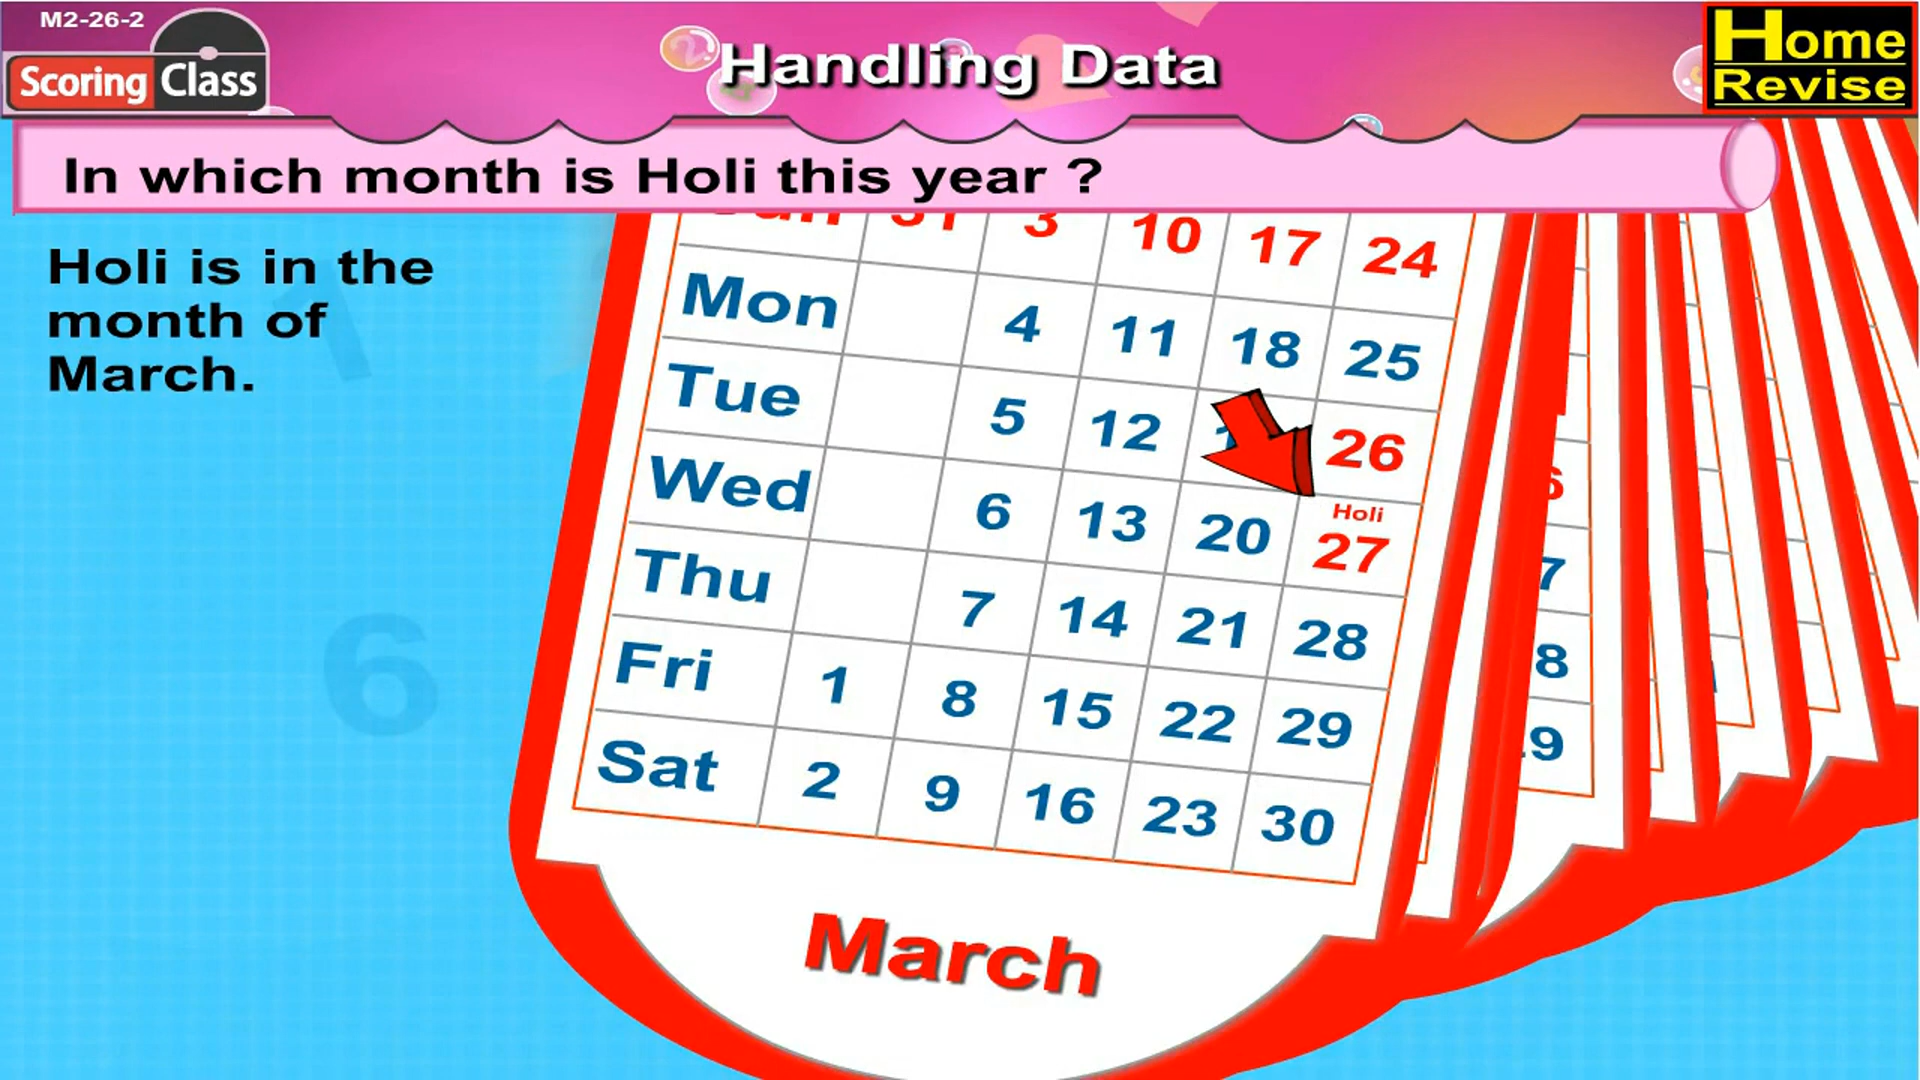 M2-26-2
Scoring Class
Handling Data
Home
Revise
In which month is Holi this year ?
Holi is in the
month of
March.
Sun 31 3 10 17 24
Mon 4 11 18 25
Tue 5 12 26
Wed 6 13 20 Holi 27
Thu 7 14 21 28
Fri 1 8 15 22 29
Sat 2 9 16 23 30
March
6